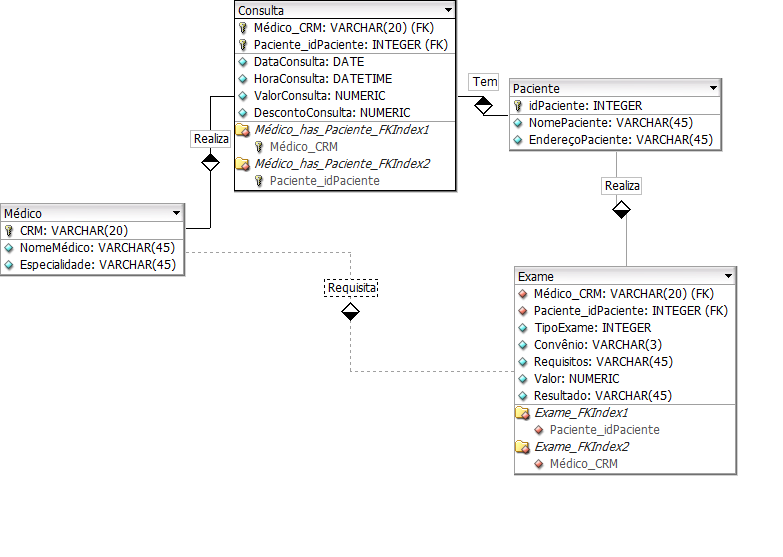 Consulta
Médico_CRM: VARCHAR(20) (FK)
Paciente_idPaciente: INTEGER (FK)
DataConsulta: DATE
HoraConsulta: DATETIME
ValorConsulta: NUMERIC
DescontoConsulta: NUMERIC
Médico_has_Paciente_FKIndex1
Médico_CRM
Médico_has_Paciente_FKIndex2
Paciente_idPaciente
Tem
Paciente
idPaciente: INTEGER
NomePaciente: VARCHAR(45)
EndereçoPaciente: VARCHAR(45)
Realiza
Realiza
Médico
CRM: VARCHAR(20)
NomeMédico: VARCHAR(45)
Especialidade: VARCHAR(45)
Requisita
Exame
Médico_CRM: VARCHAR(20) (FK)
Paciente_idPaciente: INTEGER (FK)
TipoExame: INTEGER
Convênio: VARCHAR(3)
Requisitos: VARCHAR(45)
Valor: NUMERIC
Resultado: VARCHAR(45)
Exame_FKIndex1
Paciente_idPaciente
Exame_FKIndex2
Médico_CRM